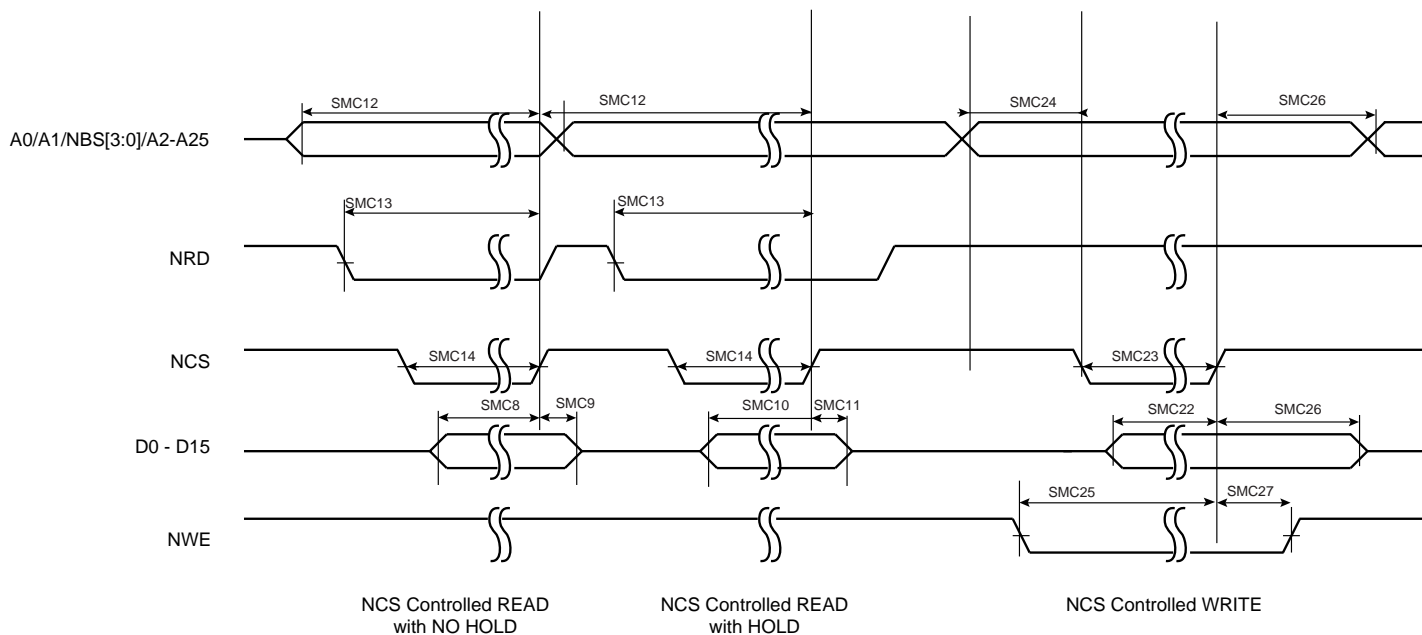 SMC12
SMC12
SMC24
SMC26
A0/A1/NBS[3:0]/A2-A25
SMC13
SMC13
NRD
NCS
SMC14
SMC14
SMC23
SMC8
SMC9
SMC10
SMC11
SMC22
SMC26
D0 - D15
SMC25
SMC27
NWE
NCS Controlled READ
with NO HOLD
NCS Controlled READ
with HOLD
NCS Controlled WRITE